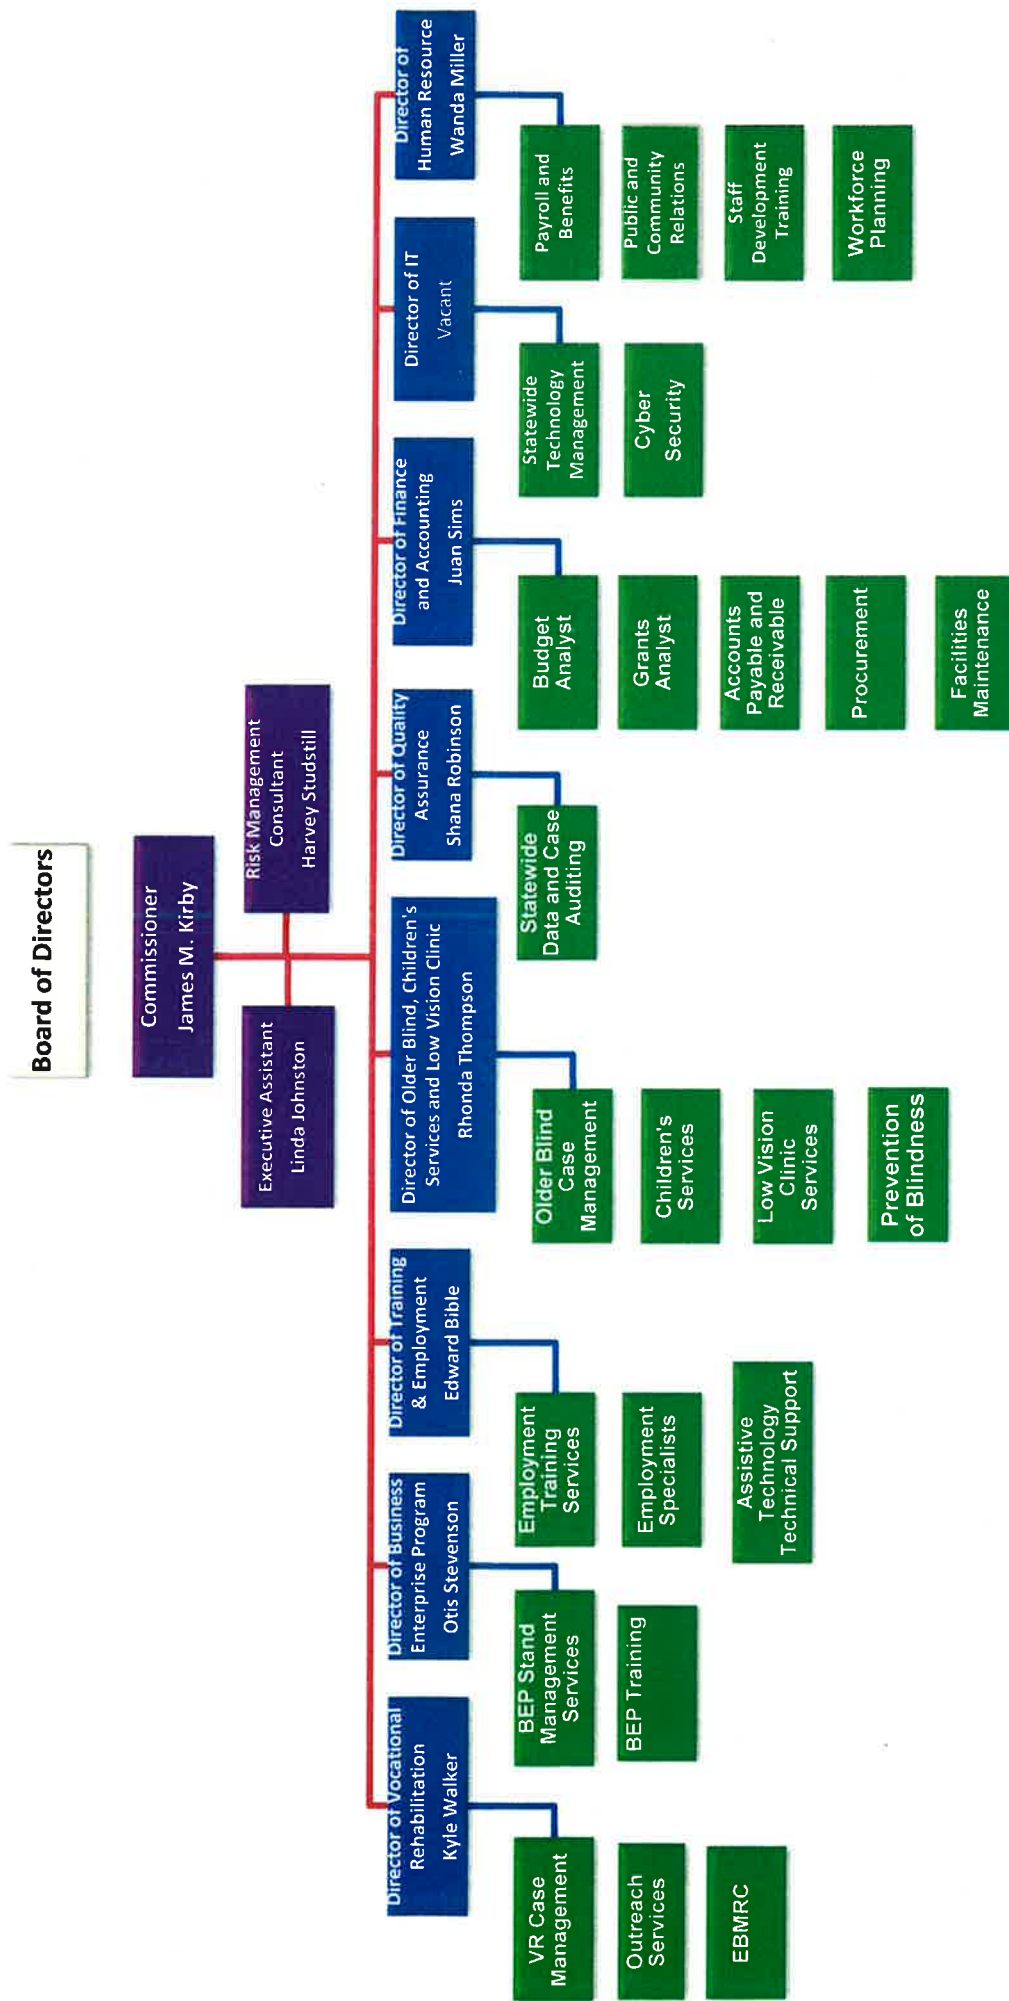 Board of Directors
Commissioner
James M. Kirby
Executive Assistant
Linda Johnston
Risk Management
Consultant
Harvey Studstill
Director of Vocational
Rehabilitation
Kyle Walker
VR Case
Management
Outreach
Services
EBMRC
Director of Business
Enterprise Program
Otis Stevenson
BEP Stand
Management
Services
BEP Training
Director of Training
& Employment
Edward Bible
Employment
Training
Services
Employment
Specialists
Assistive
Technology
Technical Support
Director of Older Blind, Children's
Services and Low Vision Clinic
Rhonda Thompson
Older Blind
Case
Management
Children's
Services
Low Vision
Clinic
Services
Prevention
of Blindness
Director of Quality
Assurance
Shana Robinson
Statewide
Data and Case
Auditing
Director of Finance
and Accounting
Juan Sims
Budget
Analyst
Grants
Analyst
Accounts
Payable and
Receivable
Procurement
Facilities
Maintenance
Director of IT
Vacant
Statewide
Technology
Management
Cyber
Security
Director of
Human Resource
Wanda Miller
Payroll and
Benefits
Public and
Community
Relations
Staff
Development
Training
Workforce
Planning